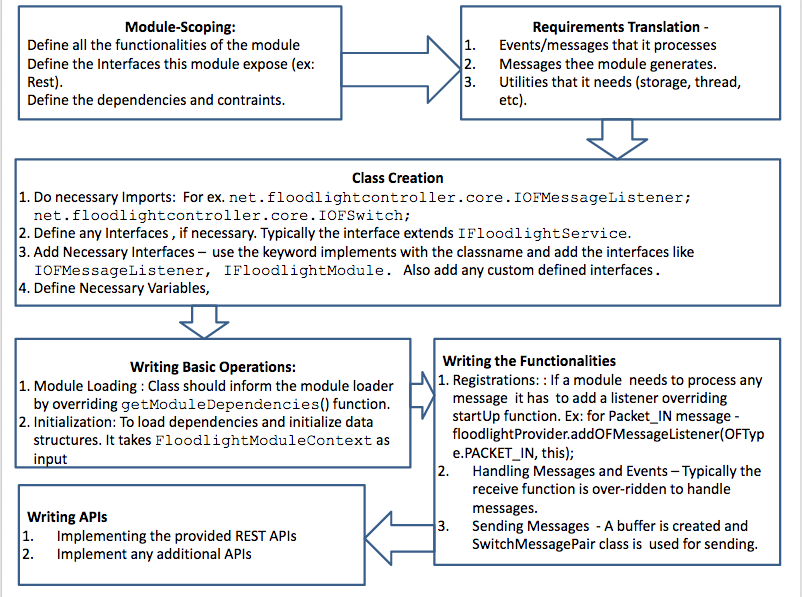 Module-Scoping:
Define all the functionalities of the module
Define the Interfaces this module expose (ex:
Rest).
Define the dependencies and contraints.
Requirements Translation -
1. Events/messages that it processes
2. Messages thee module generates.
3. Utilities that it needs (storage, thread,
etc).
Class Creation
1. Do necessary Imports: For ex. net.floodlightcontroller.core.IOFMessageListener;
net.floodlightcontroller.core.IOFSwitch;
2. Define any Interfaces , if necessary. Typically the interface extends IFloodlightService.
3. Add Necessary Interfaces – use the keyword implements with the classname and add the interfaces like
IOFMessageListener, IFloodlightModule. Also add any custom defined interfaces.
4. Define Necessary Variables,
Writing Basic Operations:
1. Module Loading : Class should inform the module loader
by overriding getModuleDependencies() function.
2. Initialization: To load dependencies and initialize data
structures. It takes FloodlightModuleContext as
input
Writing the Functionalities
1. Registrations: : If a module needs to process any
message it has to add a listener overriding
startUp function. Ex: for Packet_IN message -
floodlightProvider.addOFMessageListener(OFTyp
e.PACKET_IN, this);
2. Handling Messages and Events – Typically the
receive function is over-ridden to handle
messages.
3. Sending Messages - A buffer is created and
SwitchMessagePair class is used for sending.
Writing APIs
1. Implementing the provided REST APIs
2. Implement any additional APIs